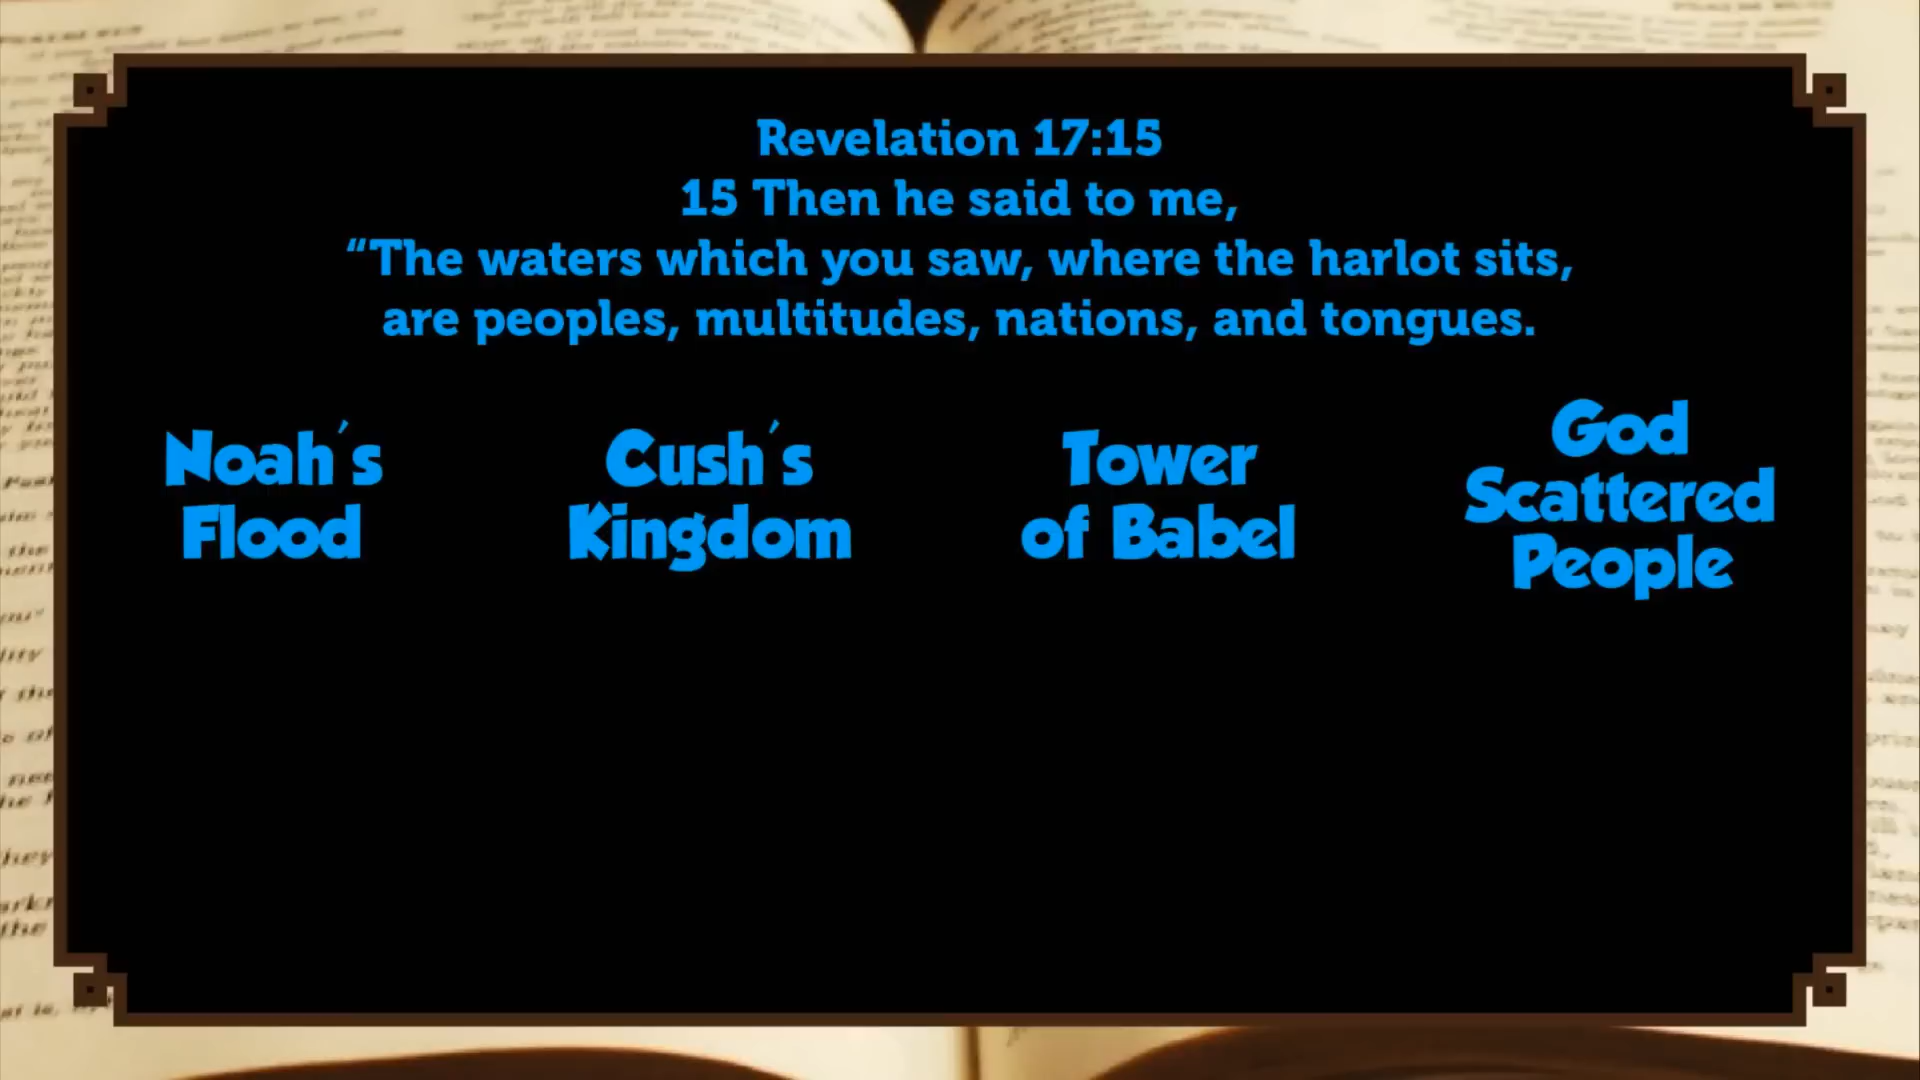 Revelation 17:15
15 Then he said to me,
“The waters which you saw, where the harlot sits,
are peoples, multitudes, nations, and tongues.
Noah's
Flood
Cush's
Kingdom
Tower
of Babel
God
Scattered
People